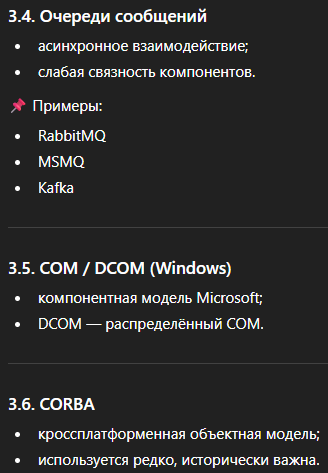 3.4. Очереди сообщений
• асинхронное взаимодействие;
• слабая связность компонентов.
📌 Примеры:
• RabbitMQ
• MSMQ
• Kafka
3.5. COM / DCOM (Windows)
• компонентная модель Microsoft;
• DCOM — распределённый COM.
3.6. CORBA
• кроссплатформенная объектная модель;
• используется редко, исторически важна.